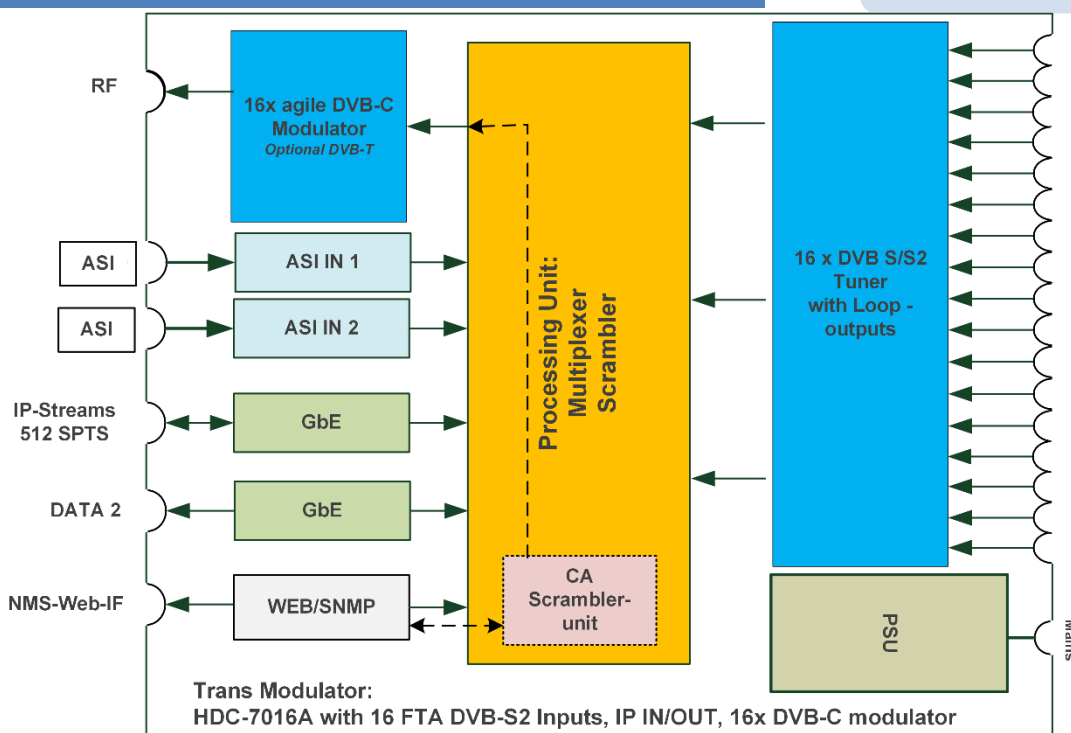 RF
16x agile DVB-C
Modulator
Optional DVB-T
ASI
ASI IN 1
ASI
ASI IN 2
IP-Streams
512 SPTS
GbE
DATA 2
GbE
NMS-Web-IF
WEB/SNMP
Processing Unit:
Multiplexer
Scrambler
CA
Scrambler-
unit
16 x DVB S/S2
Tuner
with Loop -
outputs
PSU
Mains
Trans Modulator:
HDC-7016A with 16 FTA DVB-S2 Inputs, IP IN/OUT, 16x DVB-C modulator